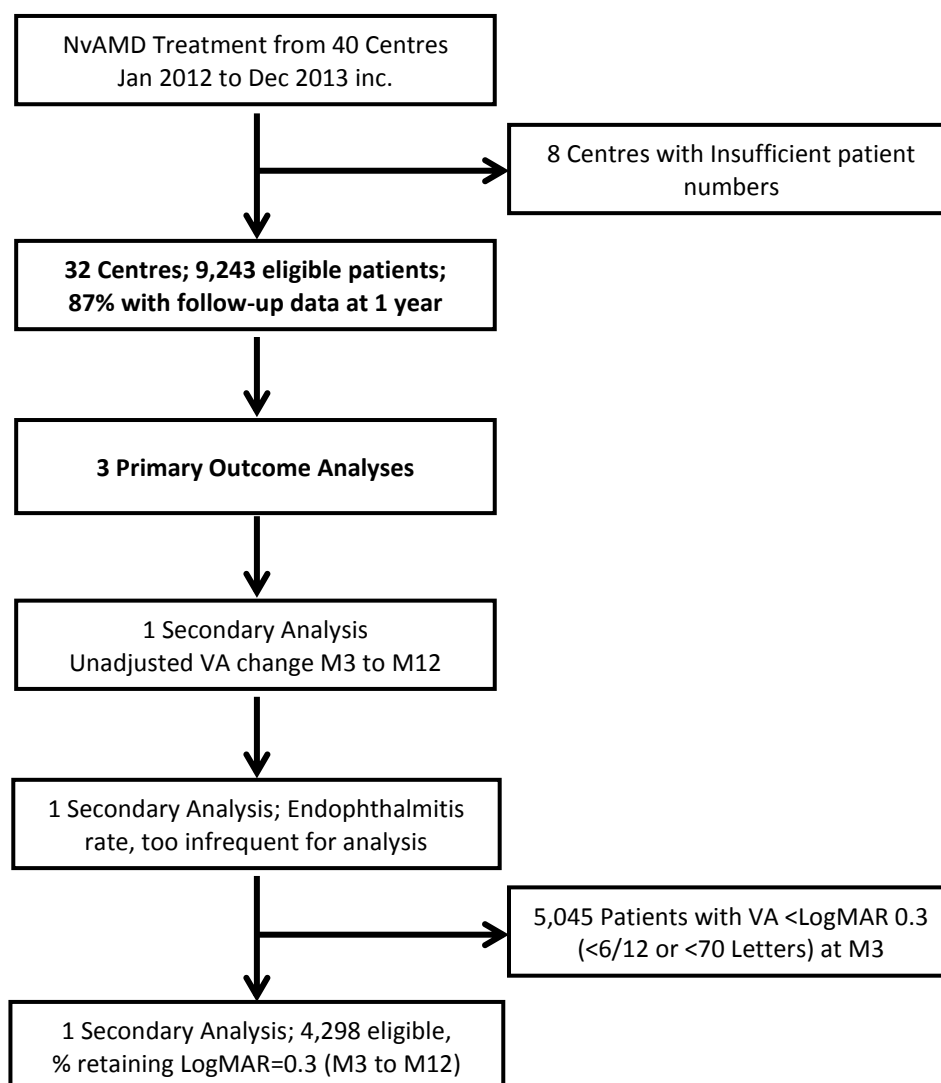 NvAMD Treatment from 40 Centres
Jan 2012 to Dec 2013 inc.
8 Centres with Insufficient patient
numbers
32 Centres; 9,243 eligible patients;
87% with follow-up data at 1 year
3 Primary Outcome Analyses
1 Secondary Analysis
Unadjusted VA change M3 to M12
1 Secondary Analysis; Endophthalmitis
rate, too infrequent for analysis
5,045 Patients with VA <LogMAR 0.3
(<6/12 or <70 Letters) at M3
1 Secondary Analysis; 4,298 eligible,
% retaining LogMAR=0.3 (M3 to M12)